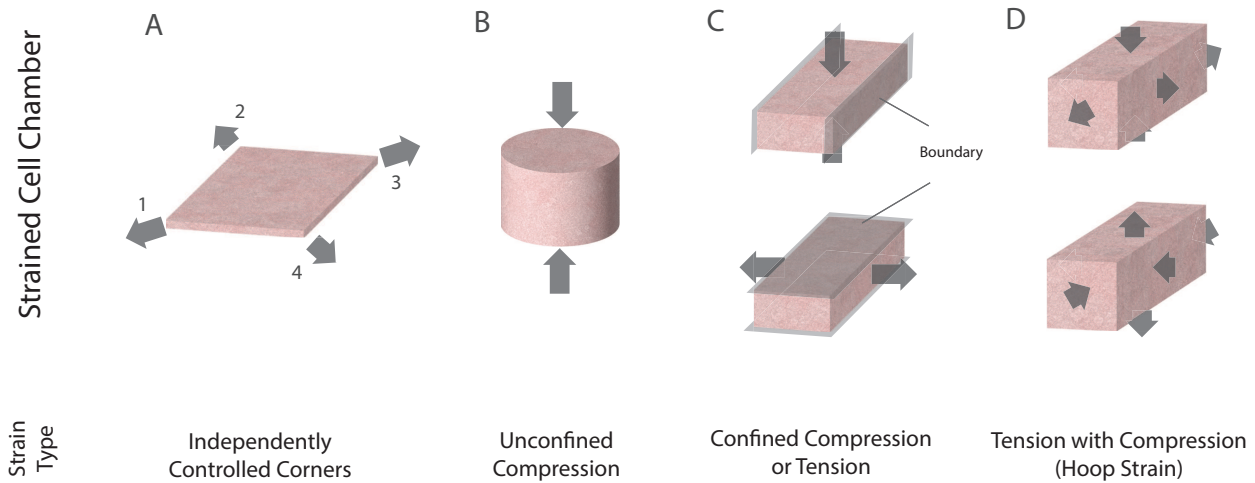 Strained Cell Chamber
A
B
C
D
1
2
3
4
Boundary
Strain
Type
Independently
Controlled Corners
Unconfined
Compression
Confined Compression
or Tension
Tension with Compression
(Hoop Strain)